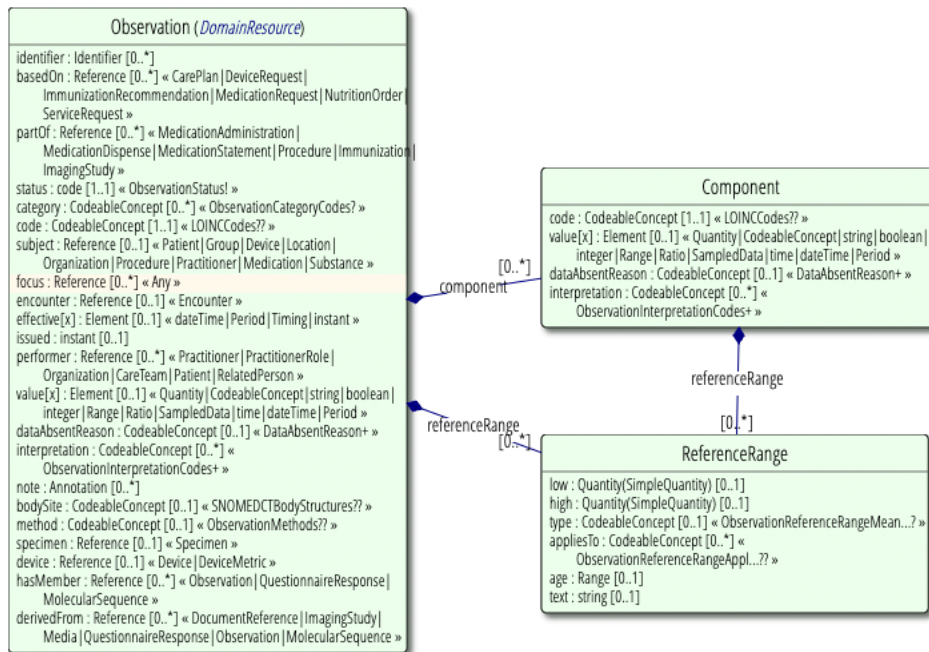 Observation (DomainResource)
identifier : Identifier [0..*]
basedOn : Reference [0..*] « CarePlan|DeviceRequest|
ImmunizationRecommendation|MedicationRequest|NutritionOrder|
ServiceRequest »
partOf : Reference [0..*] « MedicationAdministration|
MedicationDispense|MedicationStatement|Procedure|Immunization|
ImagingStudy »
status : code [1..1] « ObservationStatus! »
category : CodeableConcept [0..*] « ObservationCategoryCodes? »
code : CodeableConcept [1..1] « LOINCCodes?? »
subject : Reference [0..1] « Patient|Group|Device|Location|
Organization|Procedure|Practitioner|Medication|Substance »
focus : Reference [0..*] « Any »
encounter : Reference [0..1] « Encounter »
effective[x] : Element [0..1] « dateTime|Period|Timing|instant »
issued : instant [0..1]
performer : Reference [0..*] « Practitioner|PractitionerRole|
Organization|CareTeam|Patient|RelatedPerson »
value[x] : Element [0..1] « Quantity|CodeableConcept|string|boolean|
integer|Range|Ratio|SampledData|time|dateTime|Period »
dataAbsentReason : CodeableConcept [0..1] « DataAbsentReason+ »
interpretation : CodeableConcept [0..*] «
ObservationInterpretationCodes+ »
note : Annotation [0..*]
bodySite : CodeableConcept [0..1] « SNOMEDCTBodyStructures?? »
method : CodeableConcept [0..1] « ObservationMethods?? »
specimen : Reference [0..1] « Specimen »
device : Reference [0..1] « Device|DeviceMetric »
hasMember : Reference [0..*] « Observation|QuestionnaireResponse|
MolecularSequence »
derivedFrom : Reference [0..*] « DocumentReference|ImagingStudy|
Media|QuestionnaireResponse|Observation|MolecularSequence »
[0..*]
component
Component
code : CodeableConcept [1..1] « LOINCCodes?? »
value[x] : Element [0..1] « Quantity|CodeableConcept|string|boolean|
integer|Range|Ratio|SampledData|time|dateTime|Period »
dataAbsentReason : CodeableConcept [0..1] « DataAbsentReason+ »
interpretation : CodeableConcept [0..*] «
ObservationInterpretationCodes+ »
referenceRange
[0..*]
referenceRange
[0..*]
ReferenceRange
low : Quantity(SimpleQuantity) [0..1]
high : Quantity(SimpleQuantity) [0..1]
type : CodeableConcept [0..1] « ObservationReferenceRangeMean...? »
appliesTo : CodeableConcept [0..*] «
ObservationReferenceRangeAppl...?? »
age : Range [0..1]
text : string [0..1]